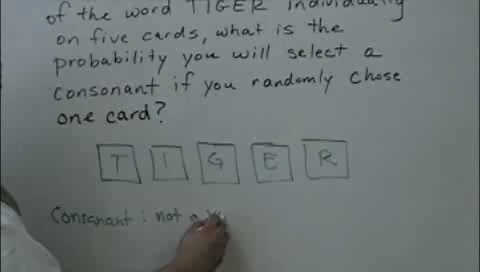 of the word TIGER individually
on five cards, what is the
probability you will select a
consonant if you randomly chose
one card?
T I G E R
Consonant : not a